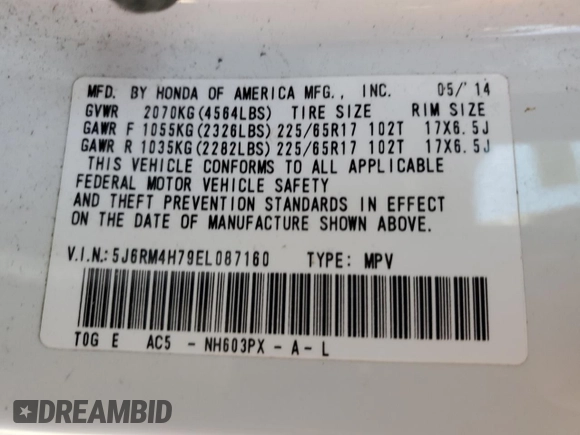 MFD. BY HONDA OF AMERICA MFG., INC. 05/'14
GVWR 2070KG(4564LBS) TIRE SIZE RIM SIZE
GAWR F 1055KG(2326LBS) 225/65R17 102T 17X6.5J
GAWR R 1035KG(2282LBS) 225/65R17 102T 17X6.5J
THIS VEHICLE CONFORMS TO ALL APPLICABLE
FEDERAL MOTOR VEHICLE SAFETY
AND THEFT PREVENTION STANDARDS IN EFFECT
ON THE DATE OF MANUFACTURE SHOWN ABOVE.
V.I.N.: 5J6RM4H79EL087160 TYPE: MPV
TOG E AC5 - NH603PX - A - L
DREAMBID